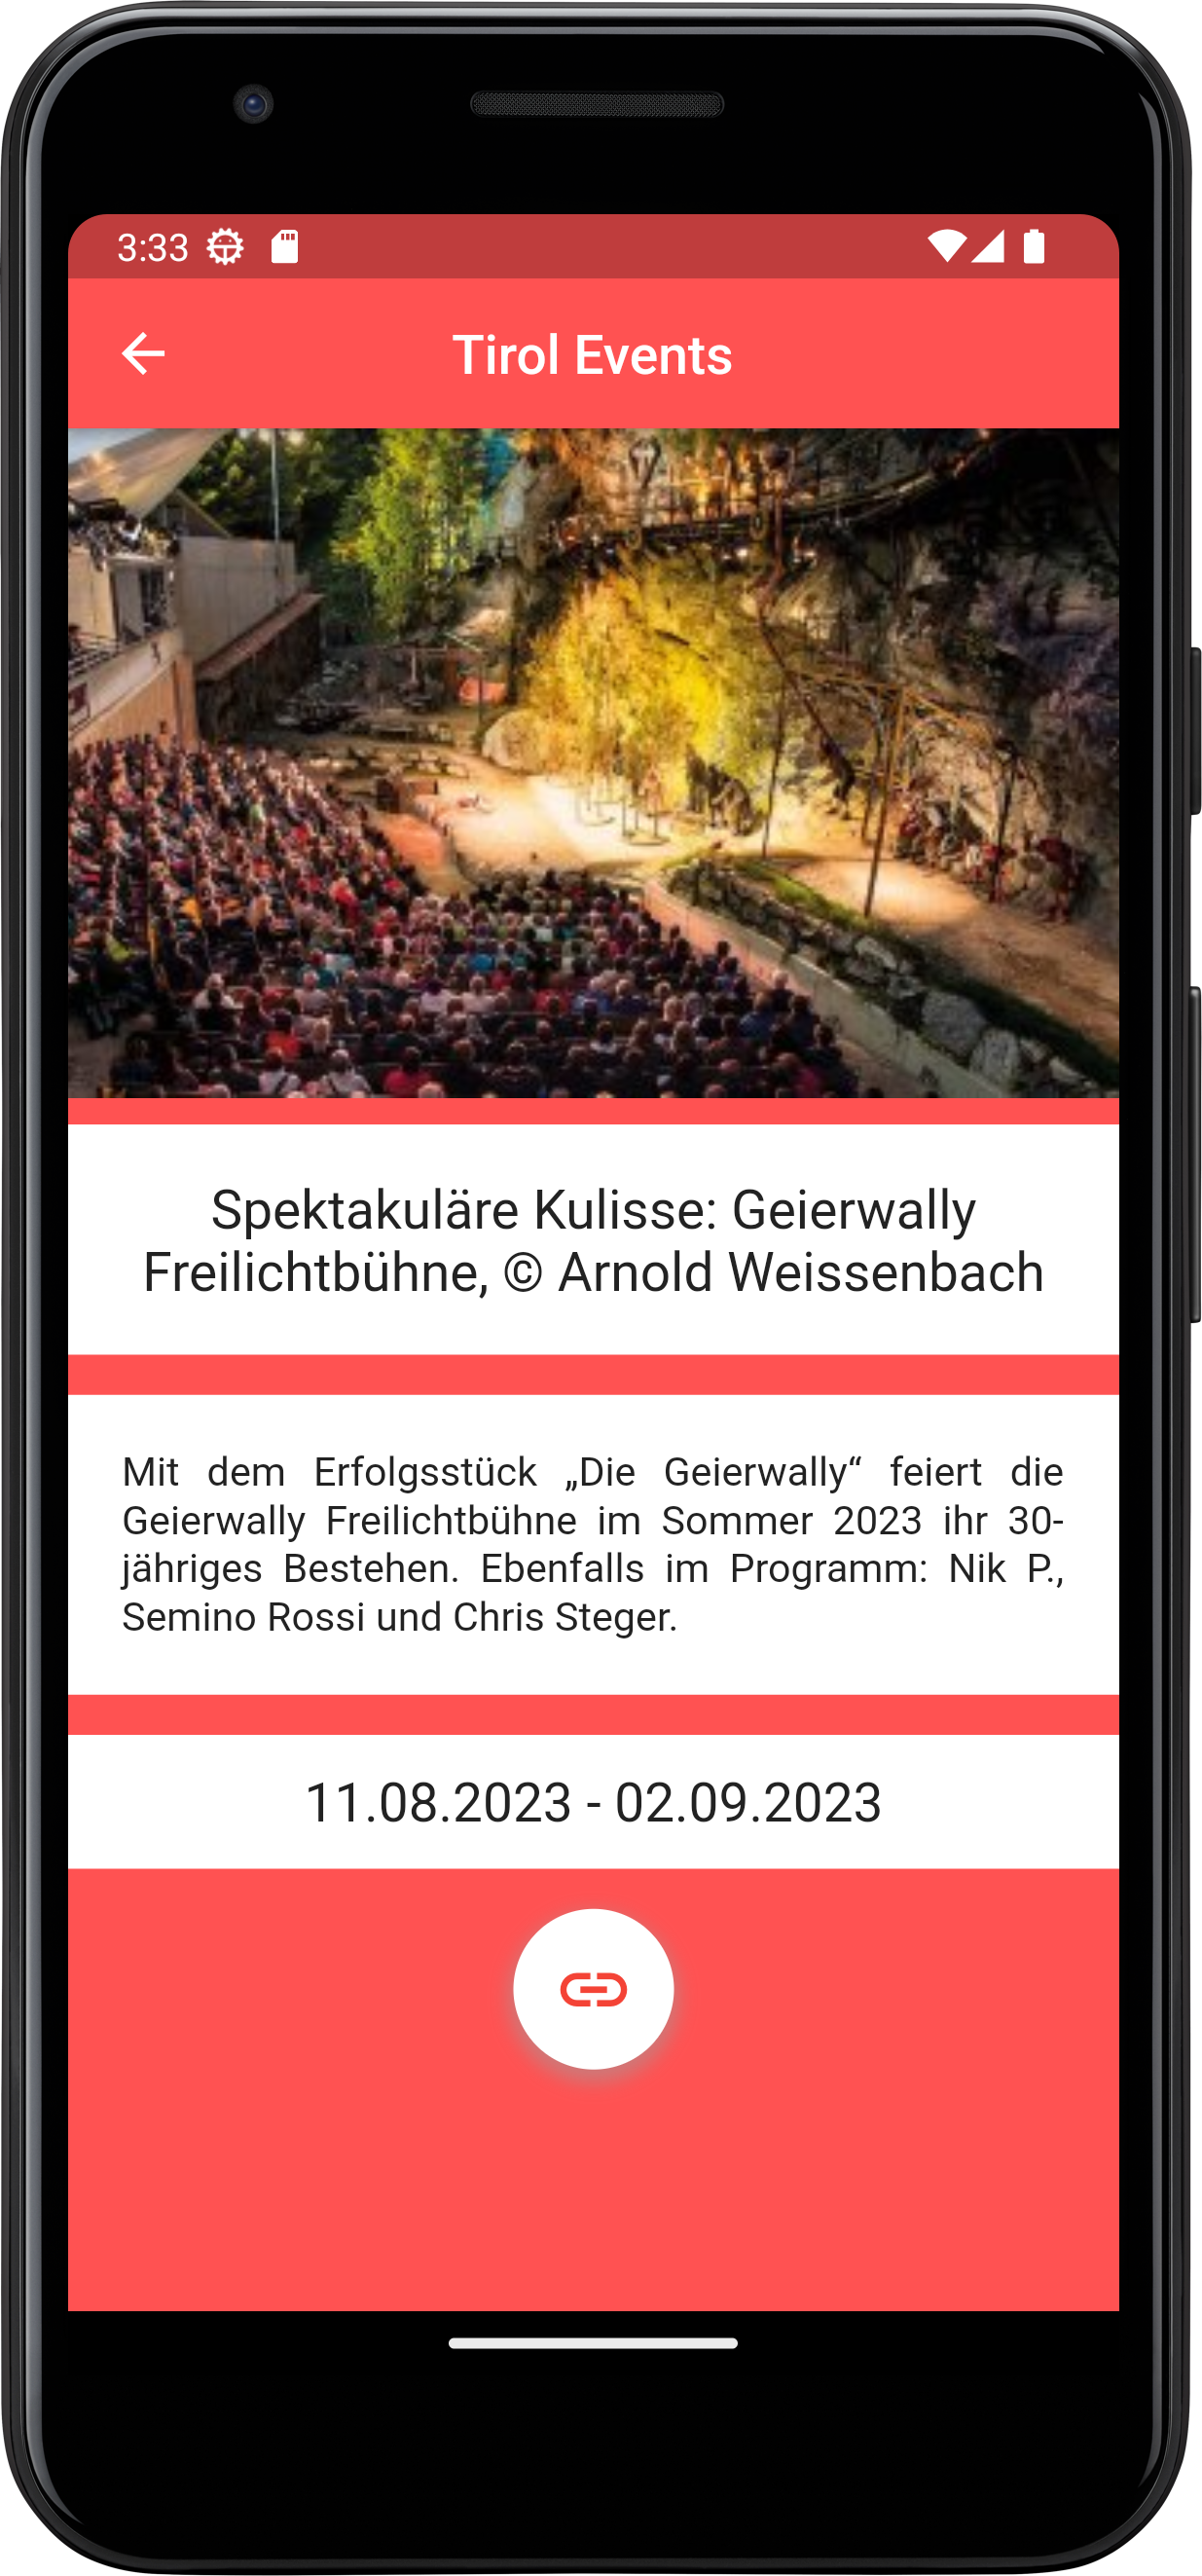 3:33
Tirol Events
Spektakuläre Kulisse: Geierwally
Freilichtbühne, © Arnold Weissenbach
Mit dem Erfolgsstück „Die Geierwally“ feiert die
Geierwally Freilichtbühne im Sommer 2023 ihr 30-
jähriges Bestehen. Ebenfalls im Programm: Nik P.,
Semino Rossi und Chris Steger.
11.08.2023 - 02.09.2023